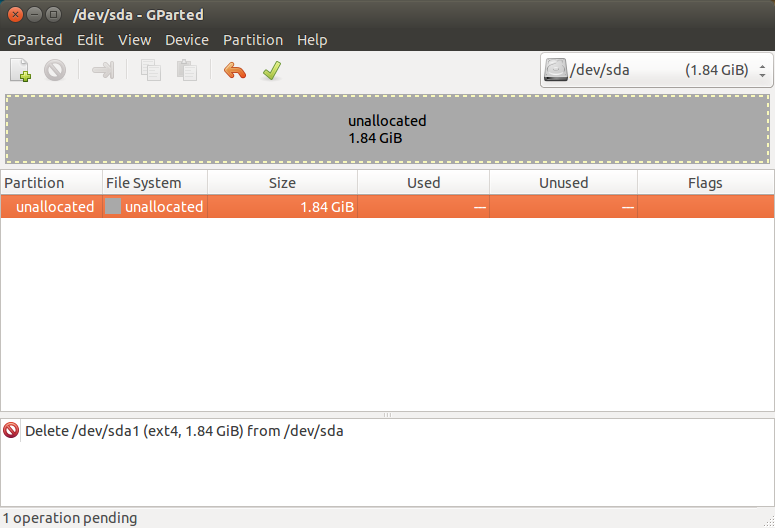 /dev/sda - GParted
GParted Edit View Device Partition Help
/dev/sda (1.84 GiB)
unallocated
1.84 GiB
Partition File System Size Used Unused Flags
unallocated unallocated 1.84 GiB — —
Delete /dev/sda1 (ext4, 1.84 GiB) from /dev/sda
1 operation pending